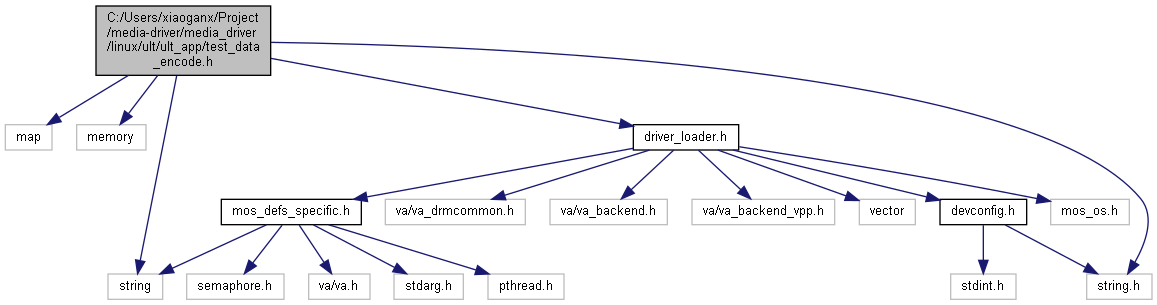 C:/Users/xiaoganx/Project
/media-driver/media_driver
/linux/ult/ult_app/test_data
_encode.h
map
memory
driver_loader.h
mos_defs_specific.h
va/va_drmcommon.h
va/va_backend.h
va/va_backend_vpp.h
vector
devconfig.h
mos_os.h
string
semaphore.h
va/va.h
stdarg.h
pthread.h
stdint.h
string.h